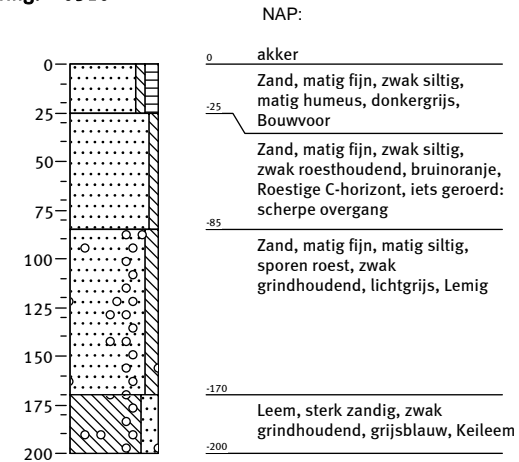 NAP:
0
25
50
75
100
125
150
175
200
0
akker
Zand, matig fijn, zwak siltig,
matig humeus, donkergrijs,
Bouwvoor
-25
Zand, matig fijn, zwak siltig,
zwak roesthoudend, bruinoranje,
Roestige C-horizont, iets geroerd:
scherpe overgang
-85
Zand, matig fijn, matig siltig,
sporen roest, zwak
grindhoudend, lichtgrijs, Lemig
-170
Leem, sterk zandig, zwak
grindhoudend, grijsblauw, Keileem
-200